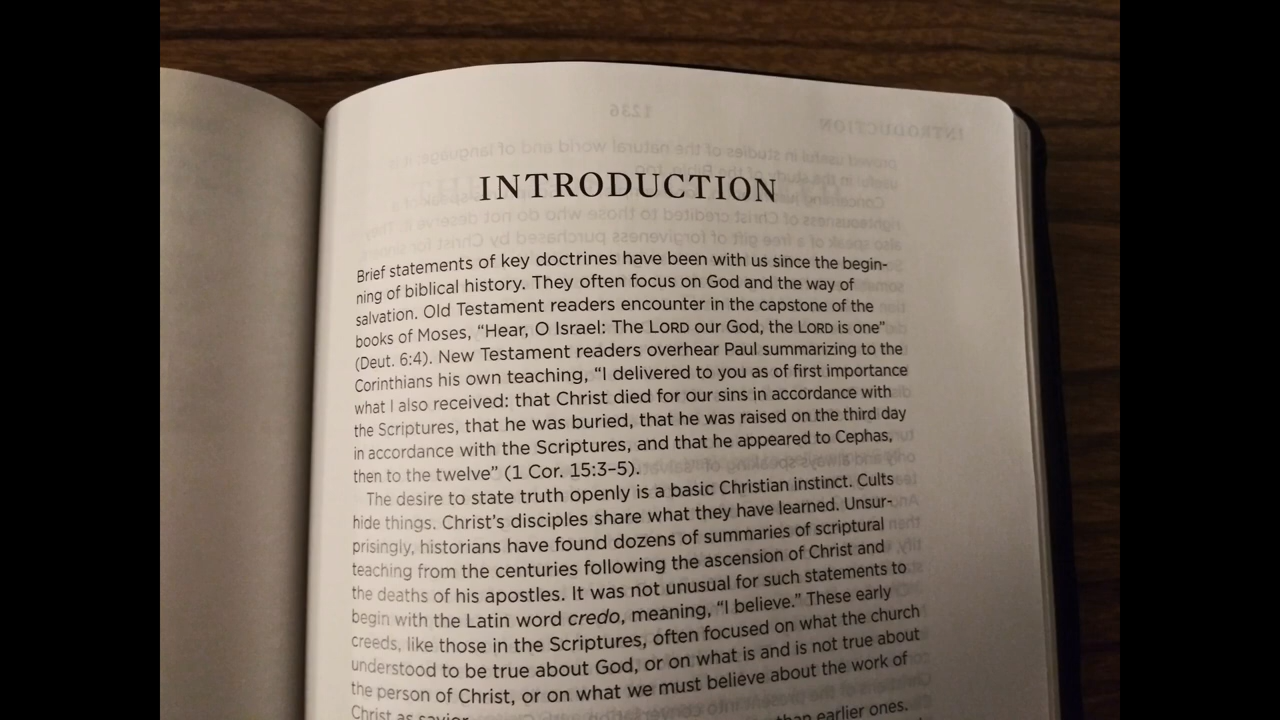 INTRODUCTION
Brief statements of key doctrines have been with us since the begin-
ning of biblical history. They often focus on God and the way of
salvation. Old Testament readers encounter in the capstone of the
books of Moses, “Hear, O Israel: The LORD our God, the LORD is one”
(Deut. 6:4). New Testament readers overhear Paul summarizing to the
Corinthians his own teaching, “I delivered to you as of first importance
what I also received: that Christ died for our sins in accordance with
the Scriptures, that he was buried, that he was raised on the third day
in accordance with the Scriptures, and that he appeared to Cephas,
then to the twelve” (1 Cor. 15:3–5).
The desire to state truth openly is a basic Christian instinct. Cults
hide things. Christ’s disciples share what they have learned. Unsur-
prisingly, historians have found dozens of summaries of scriptural
teaching from the centuries following the ascension of Christ and
the deaths of his apostles. It was not unusual for such statements to
begin with the Latin word credo, meaning, “I believe.” These early
creeds, like those in the Scriptures, often focused on what the church
understood to be true about God, or on what is and is not true about
the person of Christ, or on what we must believe about the work of
Christ as savior.
than earlier ones.